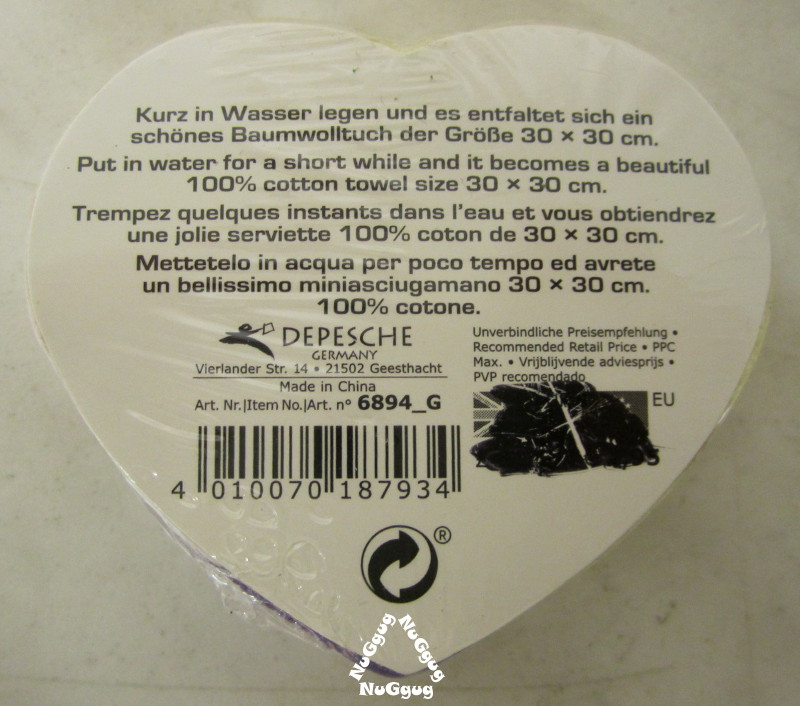 Kurz in Wasser legen und es entfaltet sich ein
schönes Baumwolltuch der Größe 30 × 30 cm.
Put in water for a short while and it becomes a beautiful
100% cotton towel size 30 × 30 cm.
Trempez quelques instants dans l'eau et vous obtiendrez
une jolie serviette 100% coton de 30 × 30 cm.
Mettetelo in acqua per poco tempo ed avrete
un bellissimo miniasciugamano 30 × 30 cm.
100% cotone.
DEPESCHE
GERMANY
Vierlander Str. 14 • 21502 Geesthacht
Made in China
Art. Nr.|Item No.|Art. n° 6894_G
4 010070 187934
Unverbindliche Preisempfehlung •
Recommended Retail Price • PPC
Max. • Vrijblijvende adviesprijs •
PVP recomendado
EU
®
NuGgug
NuGgug
NuGgug